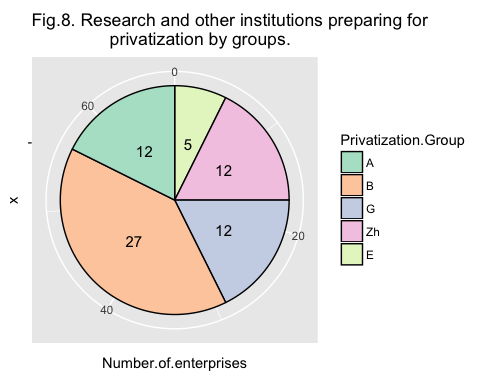 Fig.8. Research and other institutions preparing for
privatization by groups.
0
60
20
40
5
12
12
12
27
x
Number.of.enterprises
Privatization.Group
A
B
G
Zh
E